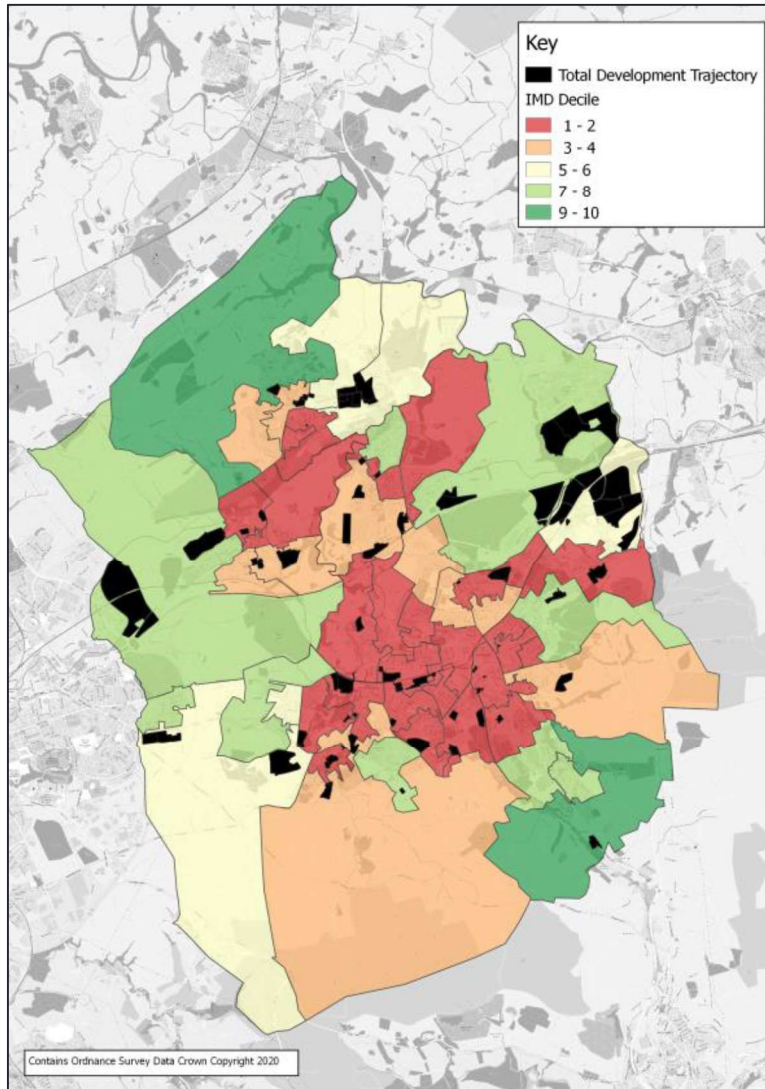 Key
Total Development Trajectory
IMD Decile
1 - 2
3 - 4
5 - 6
7 - 8
9 - 10
Contains Ordnance Survey Data Crown Copyright 2020